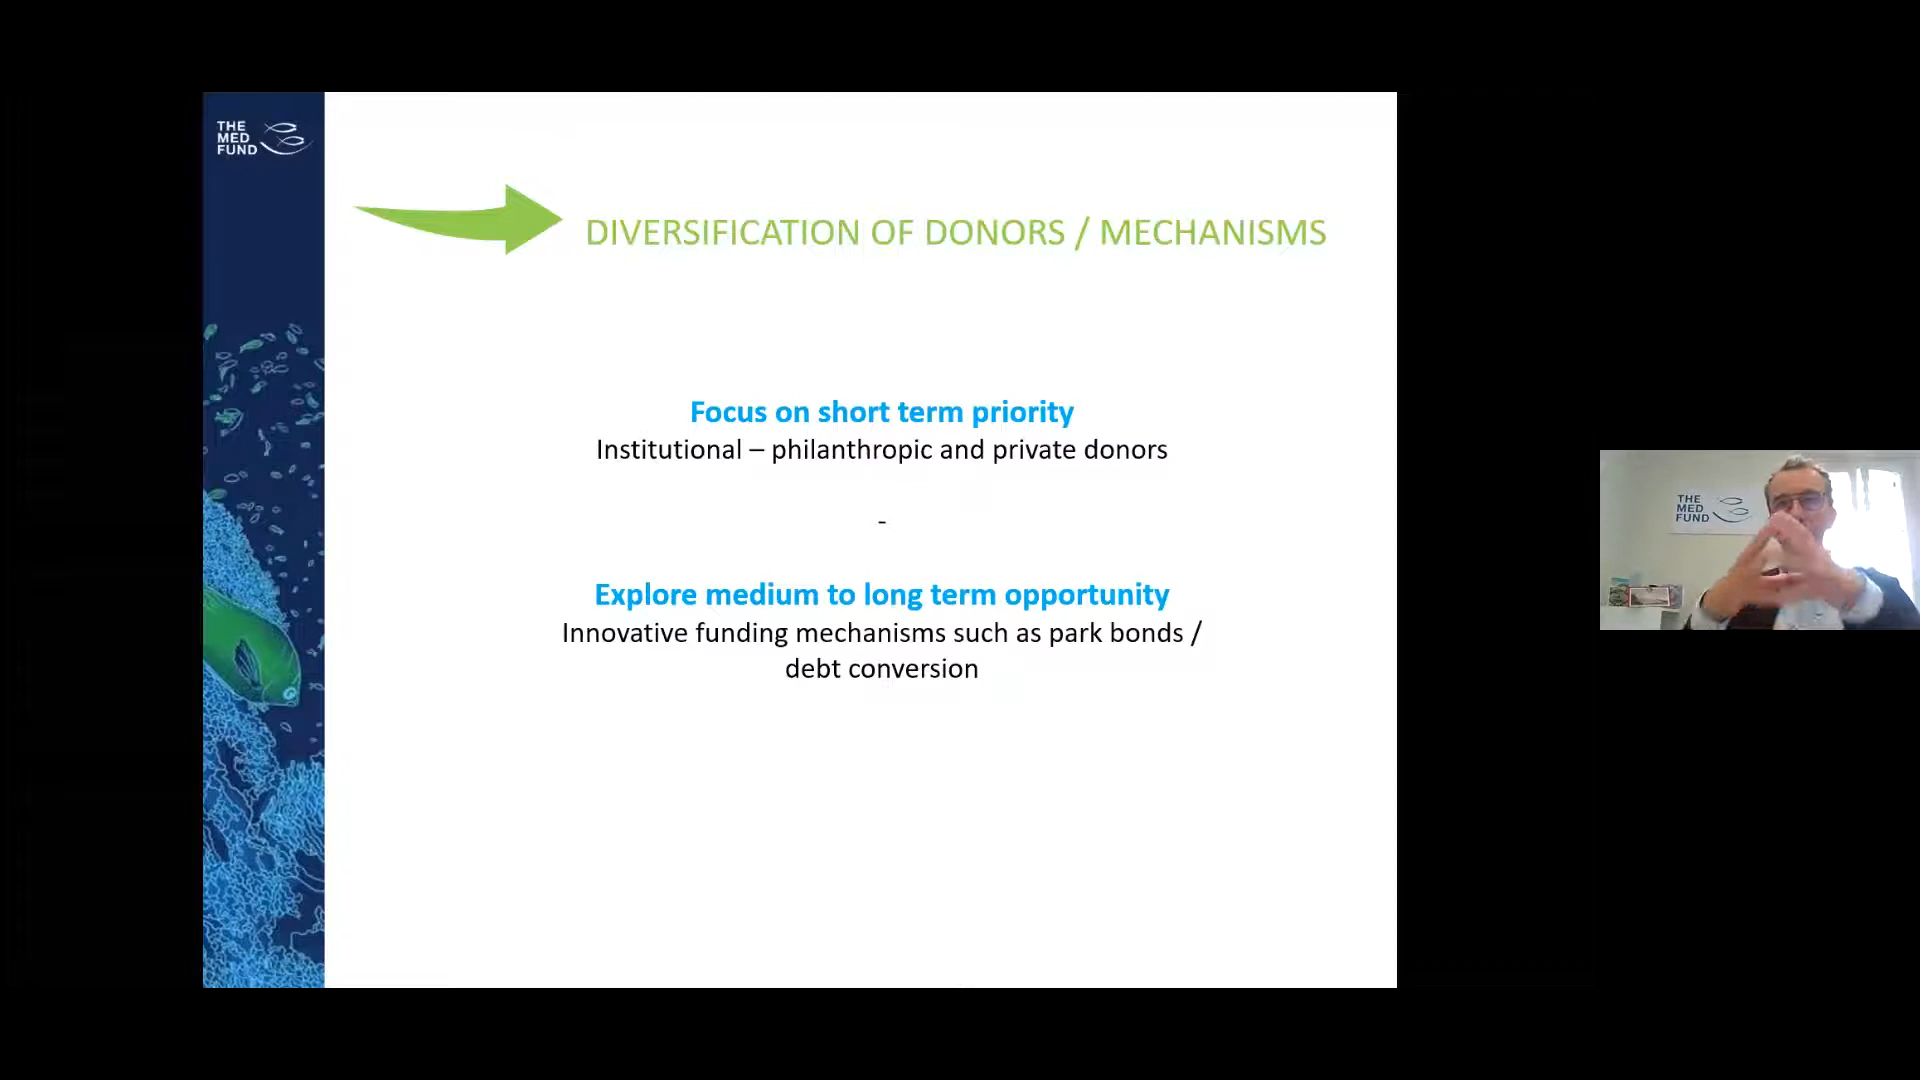 THE
MED
FUND
DIVERSIFICATION OF DONORS / MECHANISMS
Focus on short term priority
Institutional – philanthropic and private donors
-
Explore medium to long term opportunity
Innovative funding mechanisms such as park bonds /
debt conversion
THE
MED
FUND